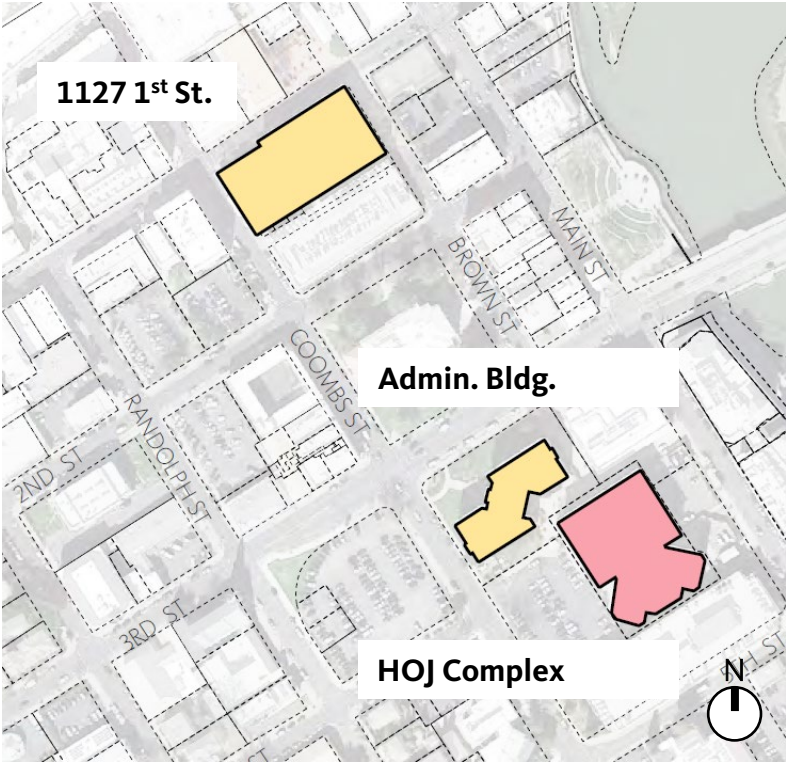 1127 1st St.
MAIN ST
BROWN ST
COOMBS ST
Admin. Bldg.
RANDOLPH ST
2ND ST
3RD ST
HOJ Complex
ST
N